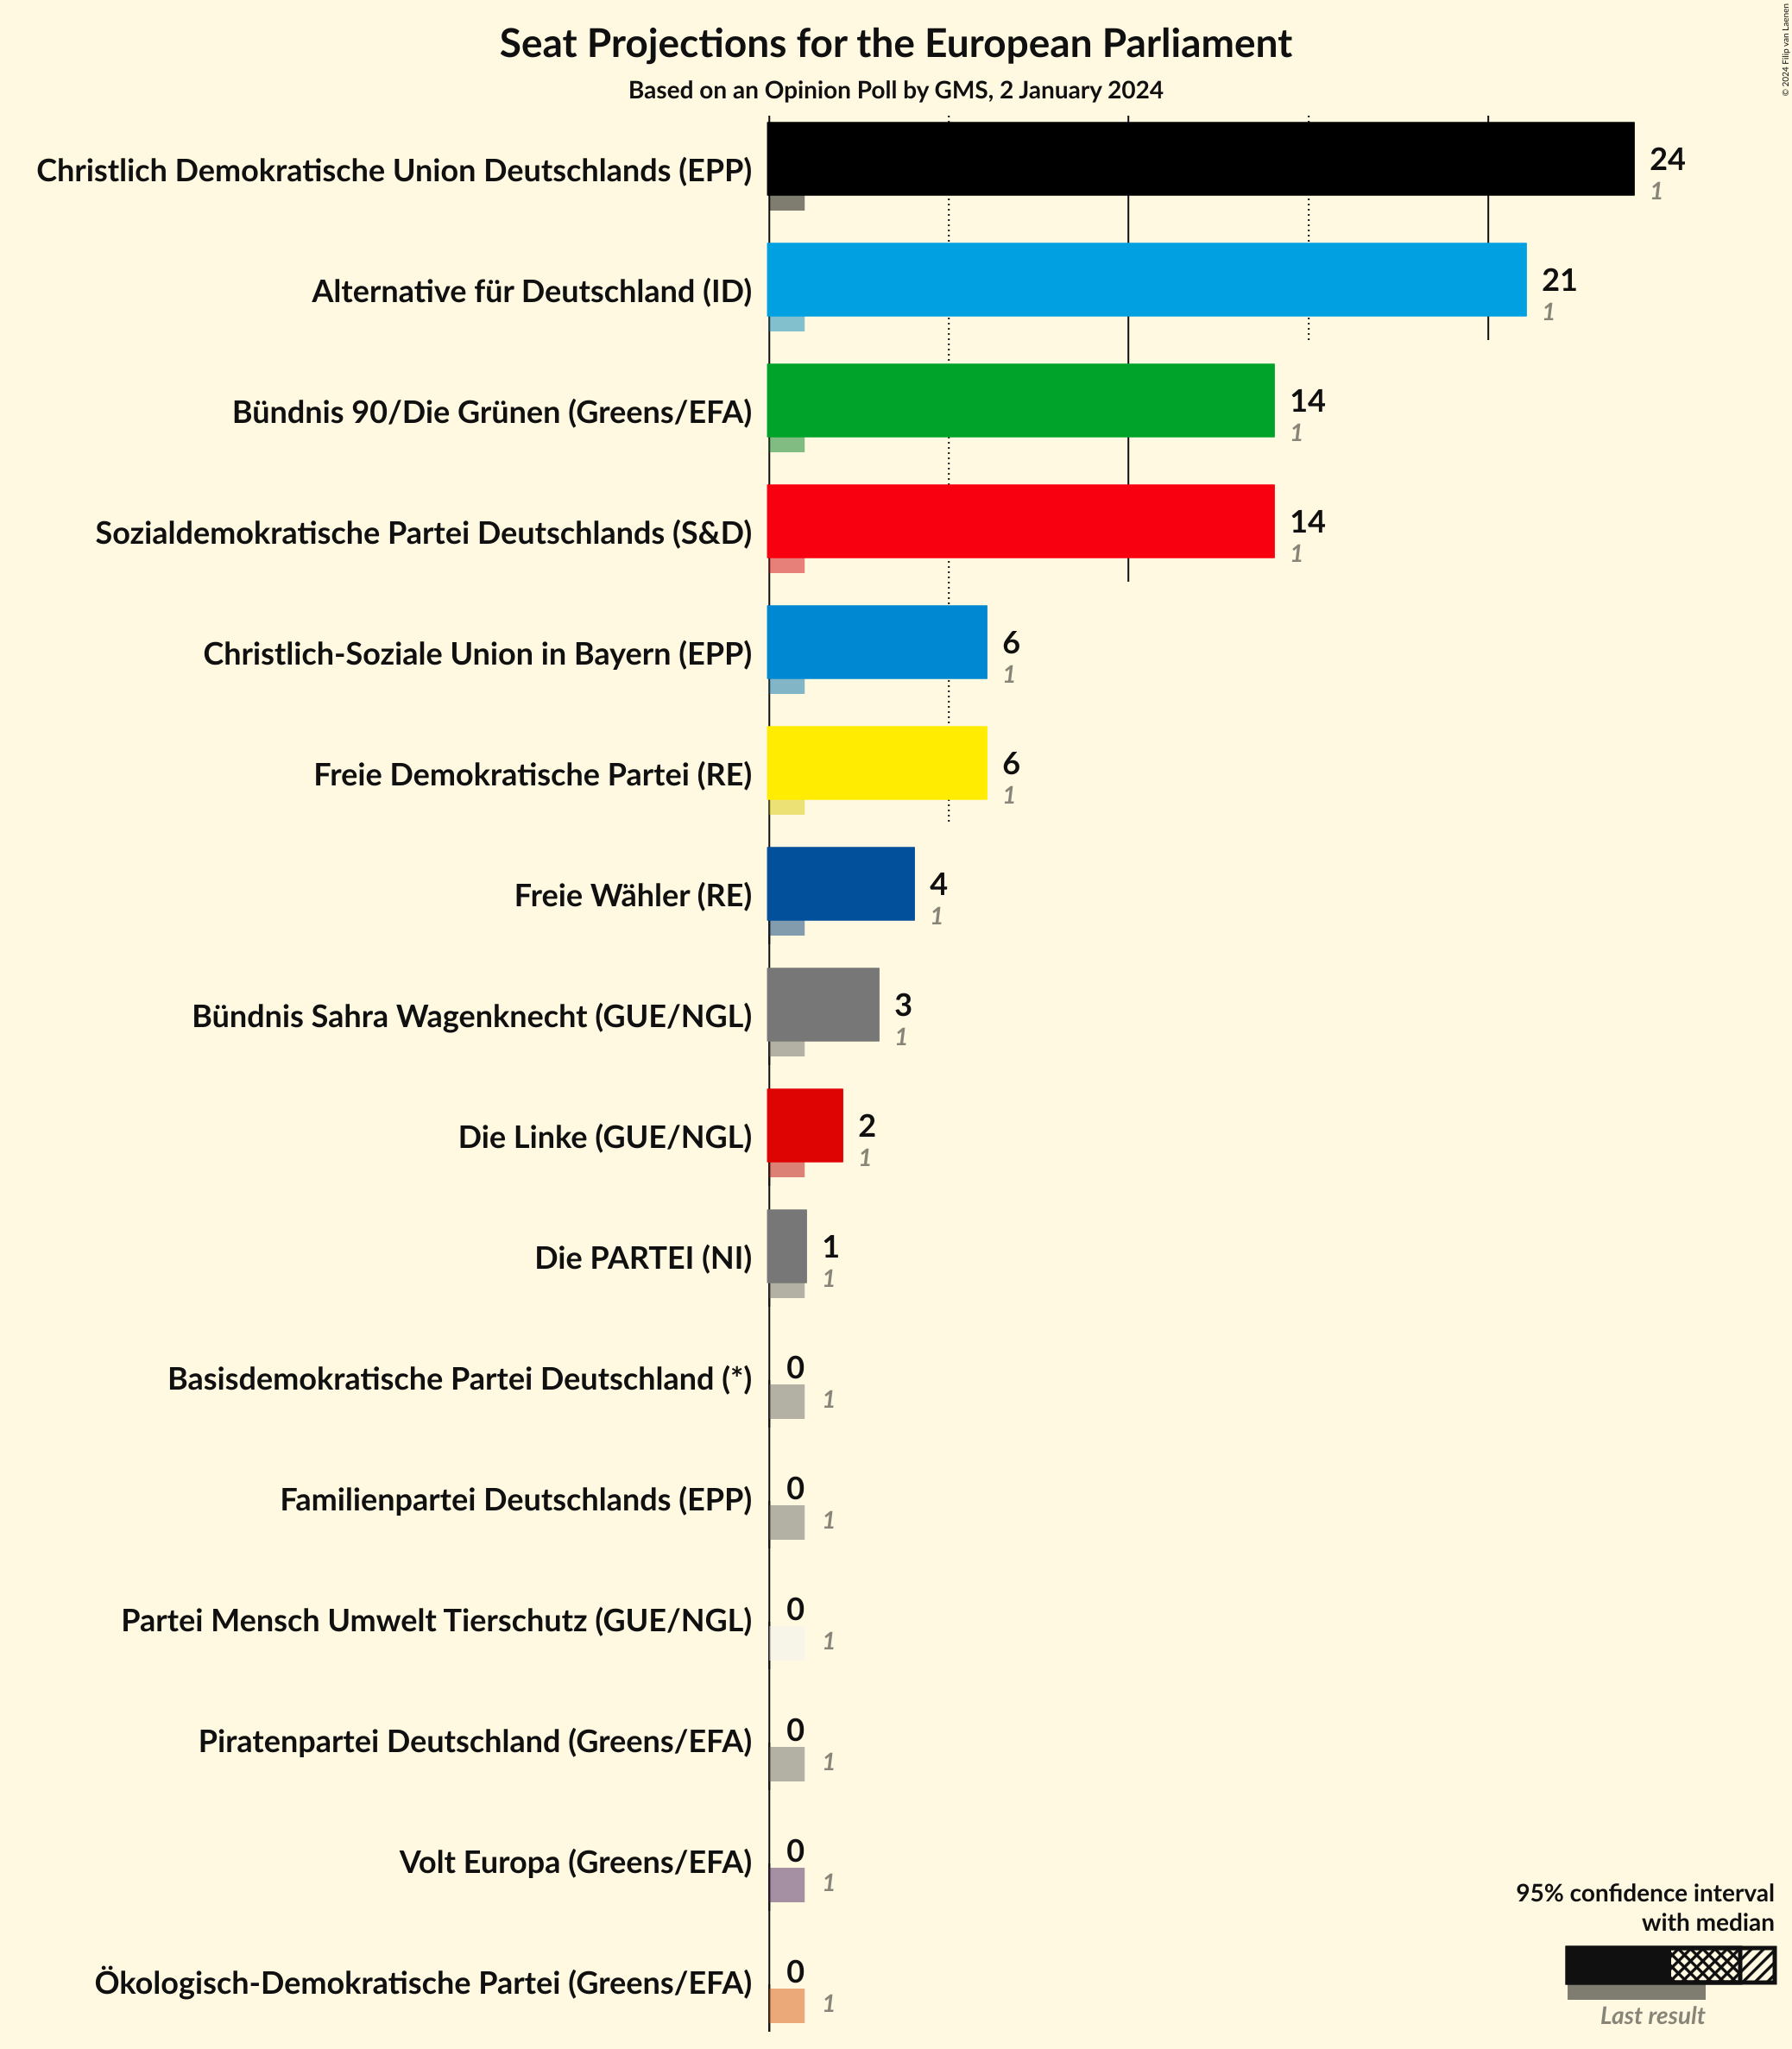 Seat Projections for the European Parliament
Based on an Opinion Poll by GMS, 2 January 2024
© 2024 Filip van Laenen
Christlich Demokratische Union Deutschlands (EPP)
24
1
Alternative für Deutschland (ID)
21
1
Bündnis 90/Die Grünen (Greens/EFA)
14
1
Sozialdemokratische Partei Deutschlands (S&D)
14
1
Christlich-Soziale Union in Bayern (EPP)
6
1
Freie Demokratische Partei (RE)
6
1
Freie Wähler (RE)
4
1
Bündnis Sahra Wagenknecht (GUE/NGL)
3
1
Die Linke (GUE/NGL)
2
1
Die PARTEI (NI)
1
1
Basisdemokratische Partei Deutschland (*)
0
1
Familienpartei Deutschlands (EPP)
0
1
Partei Mensch Umwelt Tierschutz (GUE/NGL)
0
1
Piratenpartei Deutschland (Greens/EFA)
0
1
Volt Europa (Greens/EFA)
0
1
Ökologisch-Demokratische Partei (Greens/EFA)
0
1
95% confidence interval
with median
Last result